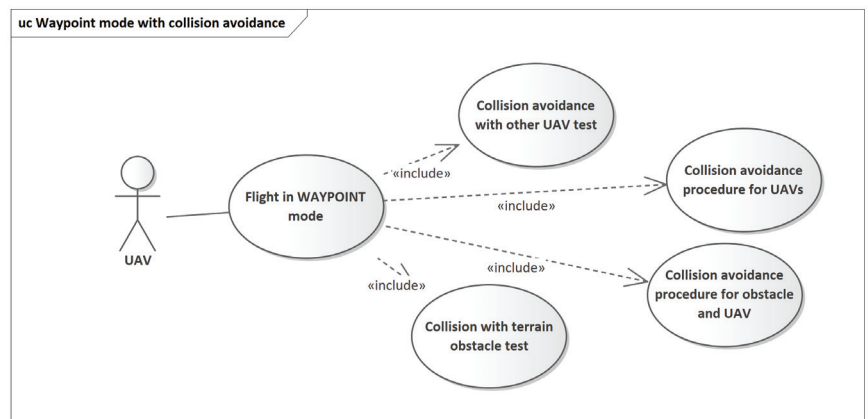 uc Waypoint mode with collision avoidance
Collision avoidance
with other UAV test
«include»
Collision avoidance
procedure for UAVs
«include»
Flight in WAYPOINT
mode
UAV
«include»
Collision avoidance
procedure for obstacle
and UAV
«include»
Collision with terrain
obstacle test